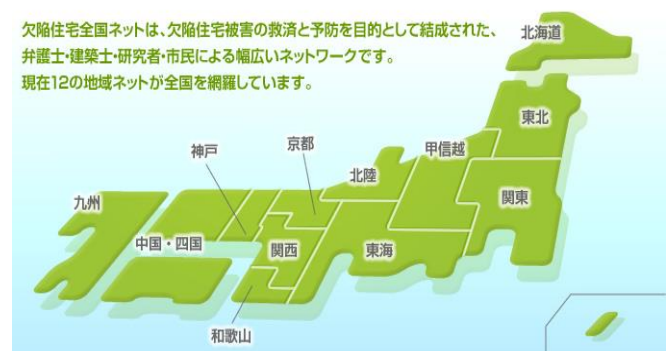 欠陥住宅全国ネットは、欠陥住宅被害の救済と予防を目的として結成された、
弁護士・建築士・研究者・市民による幅広いネットワークです。
現在12の地域ネットが全国を網羅しています。
北海道
東北
甲信越
京都
神戸
北陸
関東
九州
中国・四国
関西
東海
和歌山